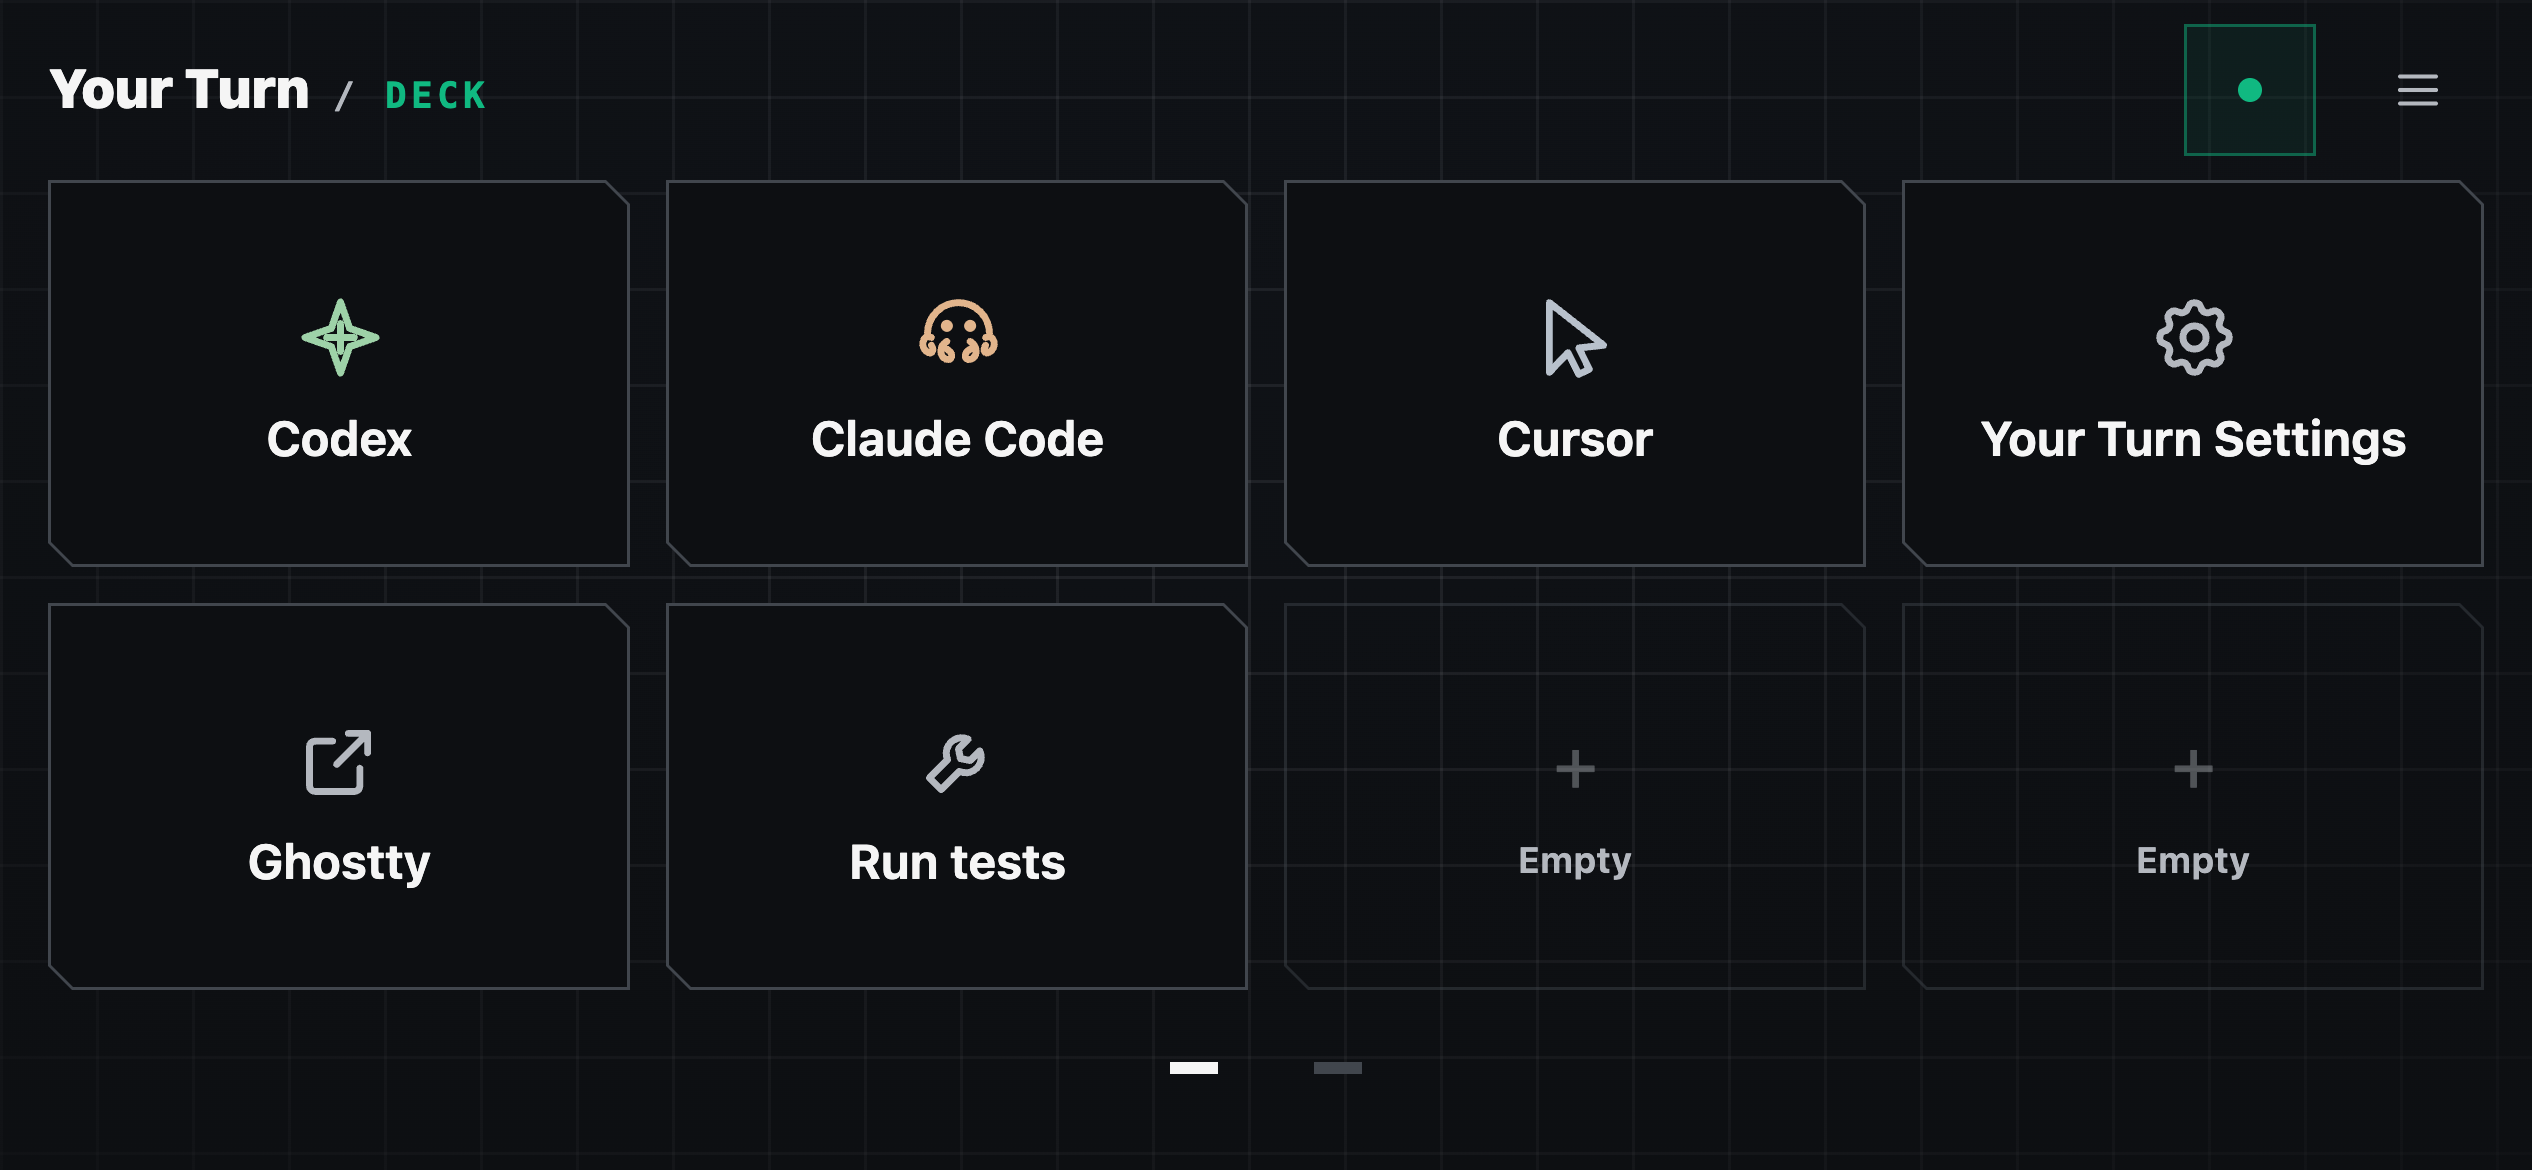 Your Turn / DECK
Codex
Claude Code
Cursor
Your Turn Settings
Ghostty
Run tests
Empty
Empty